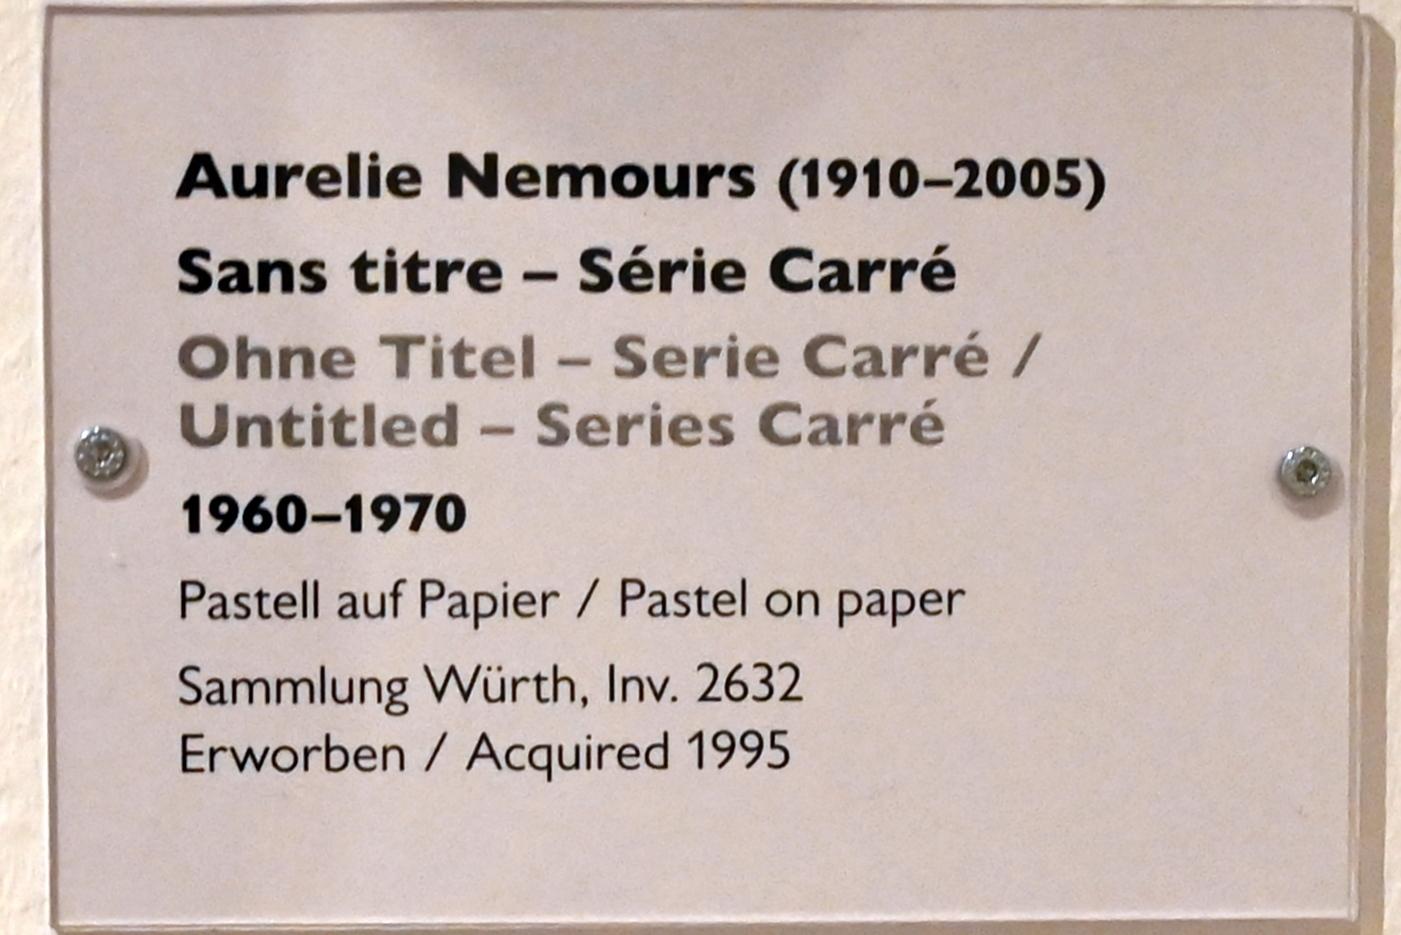 Aurelie Nemours (1910–2005)
Sans titre – Série Carré
Ohne Titel – Serie Carré /
Untitled – Series Carré
1960–1970
Pastell auf Papier / Pastel on paper
Sammlung Würth, Inv. 2632
Erworben / Acquired 1995